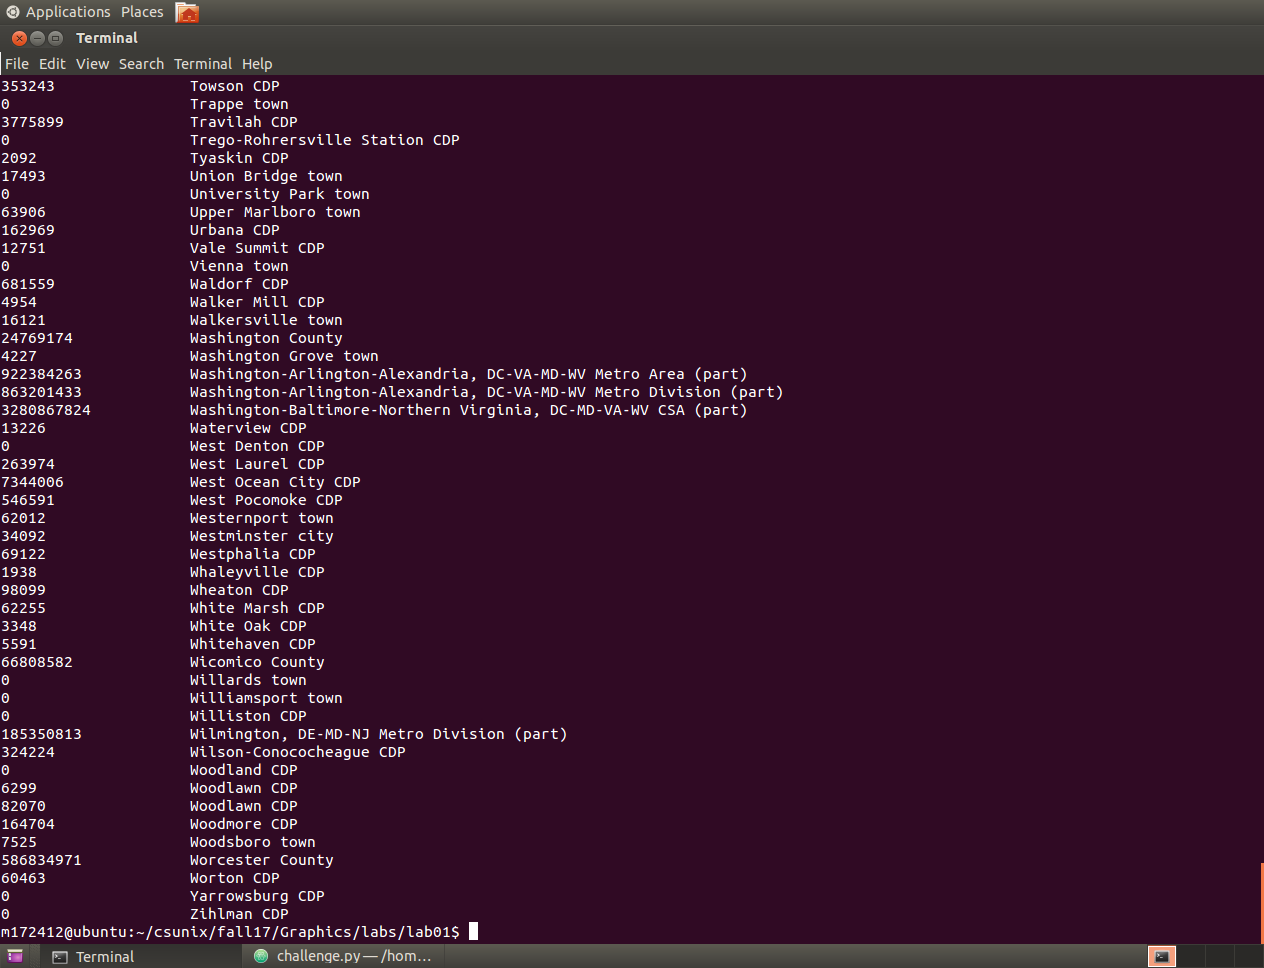 Applications Places
Terminal
File Edit View Search Terminal Help
353243 Towson CDP
0 Trappe town
3775899 Travilah CDP
0 Trego-Rohrersville Station CDP
2092 Tyaskin CDP
17493 Union Bridge town
0 University Park town
63906 Upper Marlboro town
162969 Urbana CDP
12751 Vale Summit CDP
0 Vienna town
681559 Waldorf CDP
4954 Walker Mill CDP
16121 Walkersville town
24769174 Washington County
4227 Washington Grove town
922384263 Washington-Arlington-Alexandria, DC-VA-MD-WV Metro Area (part)
863201433 Washington-Arlington-Alexandria, DC-VA-MD-WV Metro Division (part)
3280867824 Washington-Baltimore-Northern Virginia, DC-MD-VA-WV CSA (part)
13226 Waterview CDP
0 West Denton CDP
263974 West Laurel CDP
7344006 West Ocean City CDP
546591 West Pocomoke CDP
62012 Westernport town
34092 Westminster city
69122 Westphalia CDP
1938 Whaleyville CDP
98099 Wheaton CDP
62255 White Marsh CDP
3348 White Oak CDP
5591 Whitehaven CDP
66808582 Wicomico County
0 Willards town
0 Williamsport town
0 Williston CDP
185350813 Wilmington, DE-MD-NJ Metro Division (part)
324224 Wilson-Conococheague CDP
0 Woodland CDP
6299 Woodlawn CDP
82070 Woodlawn CDP
164704 Woodmore CDP
7525 Woodsboro town
586834971 Worcester County
60463 Worton CDP
0 Yarrowsburg CDP
0 Zihlman CDP
m172412@ubuntu:~/csunix/fall17/Graphics/labs/lab01$
Terminal challenge.py — /hom...